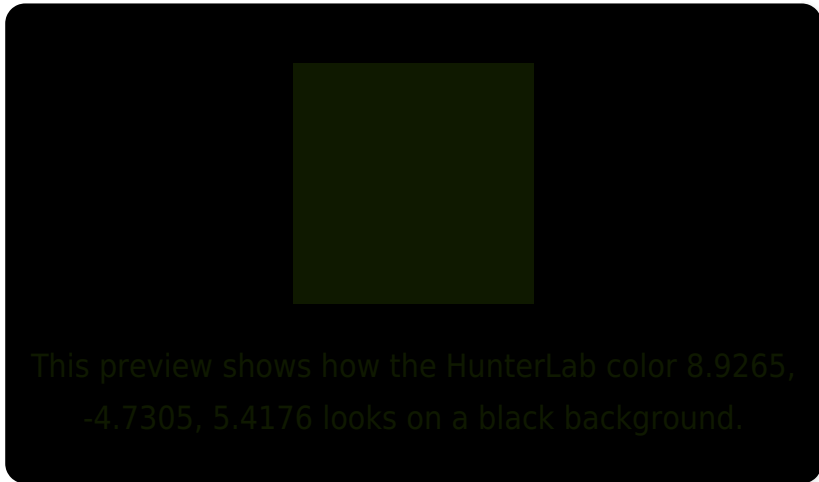 This preview shows how the HunterLab color 8.9265,
-4.7305, 5.4176 looks on a black background.